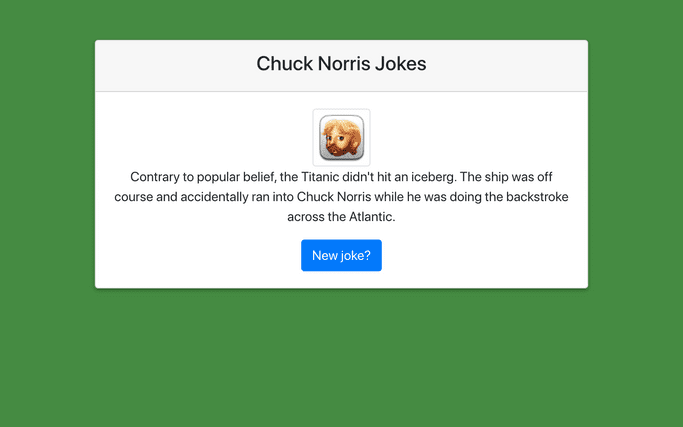 Chuck Norris Jokes
Contrary to popular belief, the Titanic didn't hit an iceberg. The ship was off
course and accidentally ran into Chuck Norris while he was doing the backstroke
across the Atlantic.
New joke?